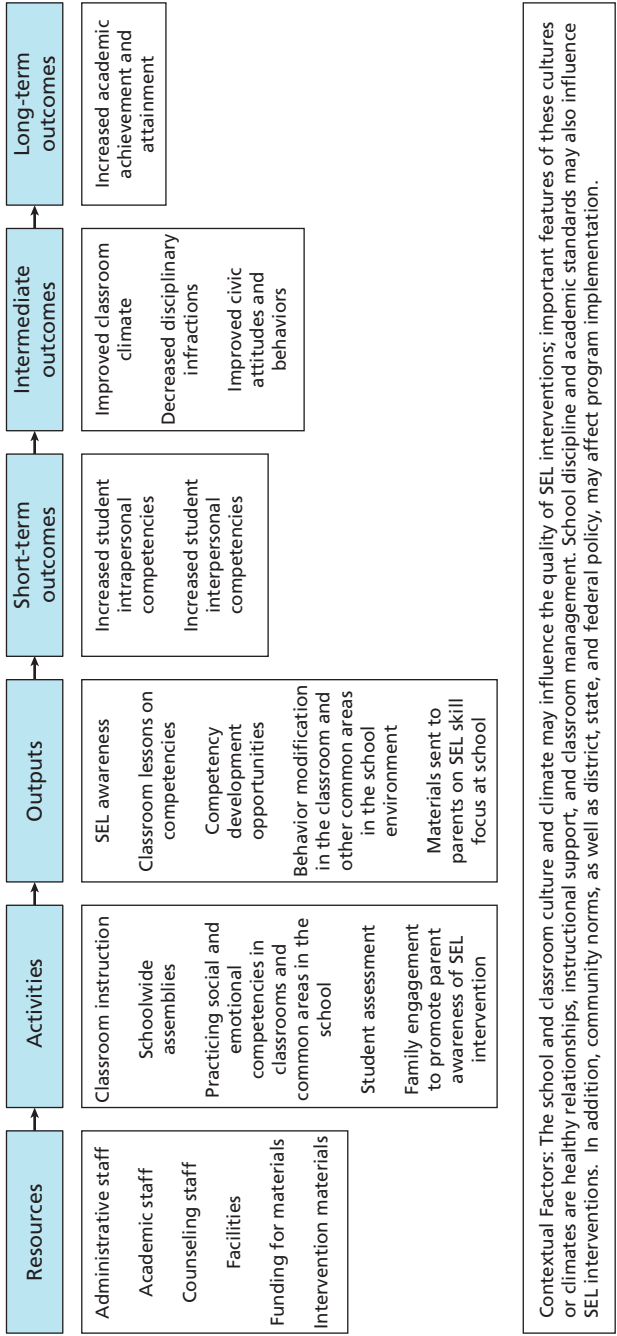 Resources
Administrative staff
Academic staff
Counseling staff
Facilities
Funding for materials
Intervention materials
Activities
Classroom instruction
Schoolwide
assemblies
Practicing social and
emotional
competencies in
classrooms and
common areas in the
school
Student assessment
Family engagement
to promote parent
awareness of SEL
intervention
Outputs
SEL awareness
Classroom lessons on
competencies
Competency
development
opportunities
Behavior modification
in the classroom and
other common areas
in the school
environment
Materials sent to
parents on SEL skill
focus at school
Short-term
outcomes
Increased student
intrapersonal
competencies
Increased student
interpersonal
competencies
Intermediate
outcomes
Improved classroom
climate
Decreased disciplinary
infractions
Improved civic
attitudes and
behaviors
Long-term
outcomes
Increased academic
achievement and
attainment
Contextual Factors: The school and classroom culture and climate may influence the quality of SEL interventions; important features of these cultures
or climates are healthy relationships, instructional support, and classroom management. School discipline and academic standards may also influence
SEL interventions. In addition, community norms, as well as district, state, and federal policy, may affect program implementation.